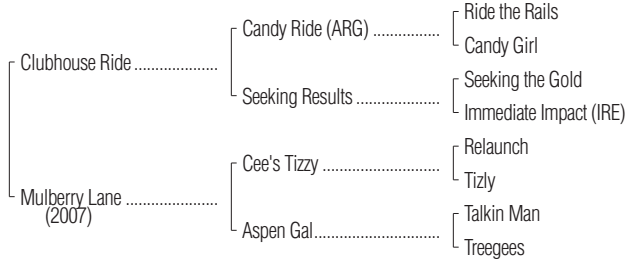 Ride the Rails
Candy Ride (ARG) ................
Candy Girl
Clubhouse Ride ....................
Seeking the Gold
Seeking Results ....................
Immediate Impact (IRE)
Relaunch
Cee's Tizzy ............................
Tizly
Mulberry Lane ......................
(2007)
Talkin Man
Aspen Gal..............................
Treegees